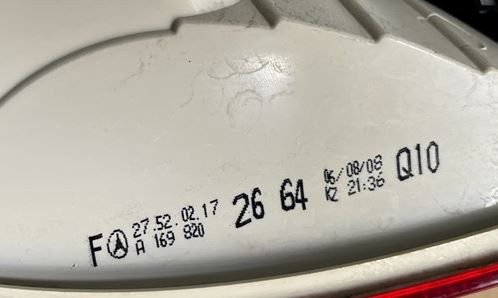 F 27.52.02.17 26 64 06/08/08 Q10
A 169 820 KZ 21:36